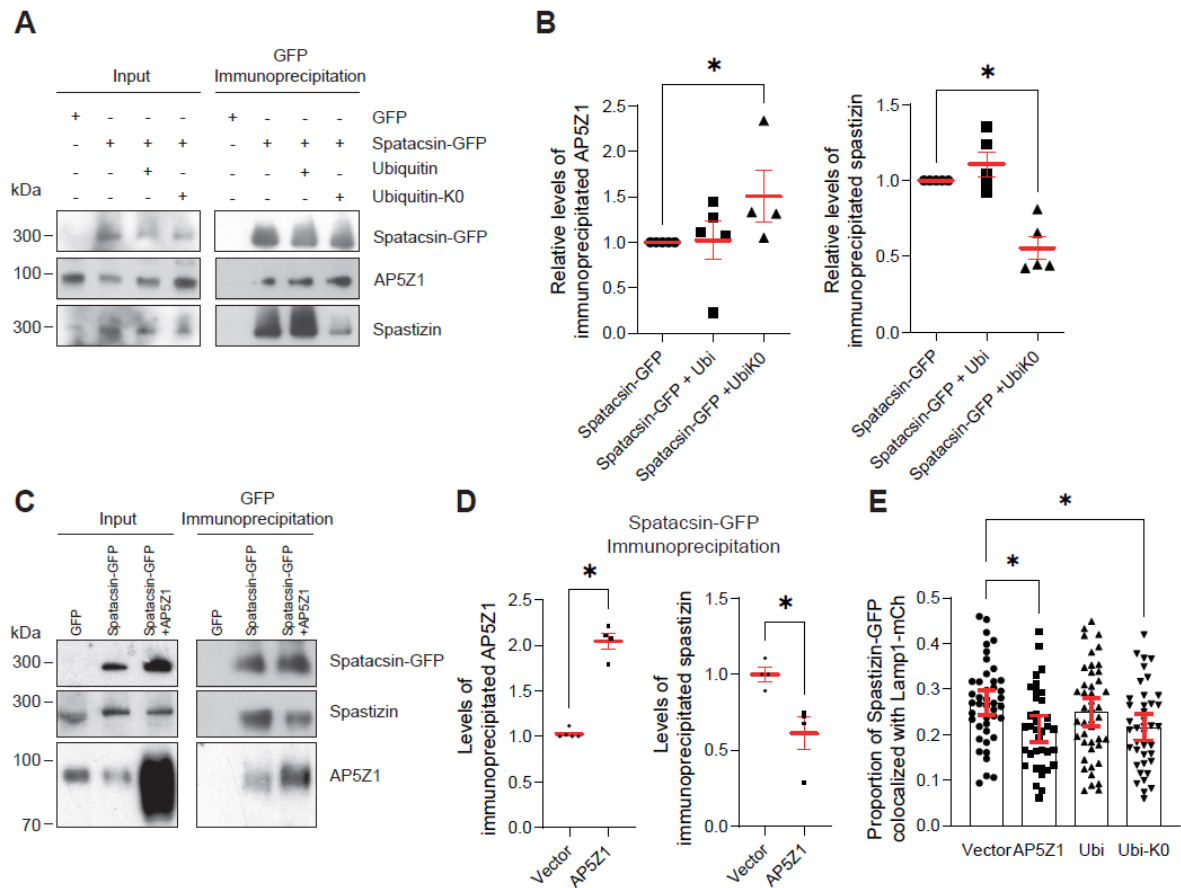 A
GFP
Input Immunoprecipitation
+ - - - + - - - GFP
- + + + - + + + Spatacsin-GFP
- - + - - - + - Ubiquitin
- - - + - - - + Ubiquitin-K0
kDa
300 Spatacsin-GFP
100 AP5Z1
300 Spastizin
B
*
Relative levels of
immunoprecipitated AP5Z1
2.5
2.0
1.5
1.0
0.5
0.0
Spatacsin-GFP
Spatacsin-GFP + Ubi
Spatacsin-GFP +UbiK0
*
Relative levels of
immunoprecipitated spastizin
1.5
1.0
0.5
0.0
Spatacsin-GFP
Spatacsin-GFP + Ubi
Spatacsin-GFP +UbiK0
C
GFP
Input Immunoprecipitation
GFP
Spatacsin-GFP
Spatacsin-GFP
+AP5Z1
GFP
Spatacsin-GFP
Spatacsin-GFP
+AP5Z1
kDa
300 Spatacsin-GFP
300 Spastizin
100 AP5Z1
70
D
Spatacsin-GFP
Immunoprecipitation
*
Levels of
immunoprecipitated AP5Z1
2.5
2.0
1.5
1.0
0.5
0.0
Vector
AP5Z1
*
Levels of
immunoprecipitated spastizin
1.5
1.0
0.5
0.0
Vector
AP5Z1
E
*
*
Proportion of Spastizin-GFP
colocalized with Lamp1-mCh
0.5
0.4
0.3
0.2
0.1
0.0
Vector AP5Z1 Ubi Ubi-K0